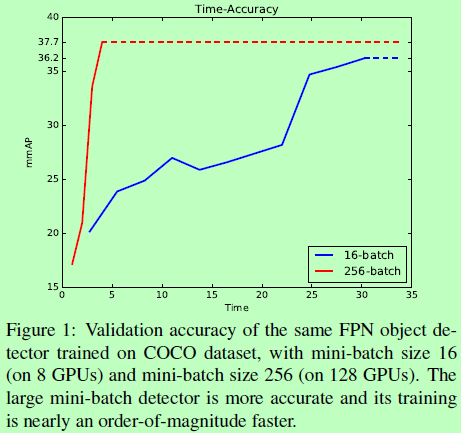 Time-Accuracy
40
37.7
36.2
35
30
25
20
15
mmAP
0
5
10
15
20
25
30
35
Time
16-batch
256-batch
Figure 1: Validation accuracy of the same FPN object de-
tector trained on COCO dataset, with mini-batch size 16
(on 8 GPUs) and mini-batch size 256 (on 128 GPUs). The
large mini-batch detector is more accurate and its training
is nearly an order-of-magnitude faster.